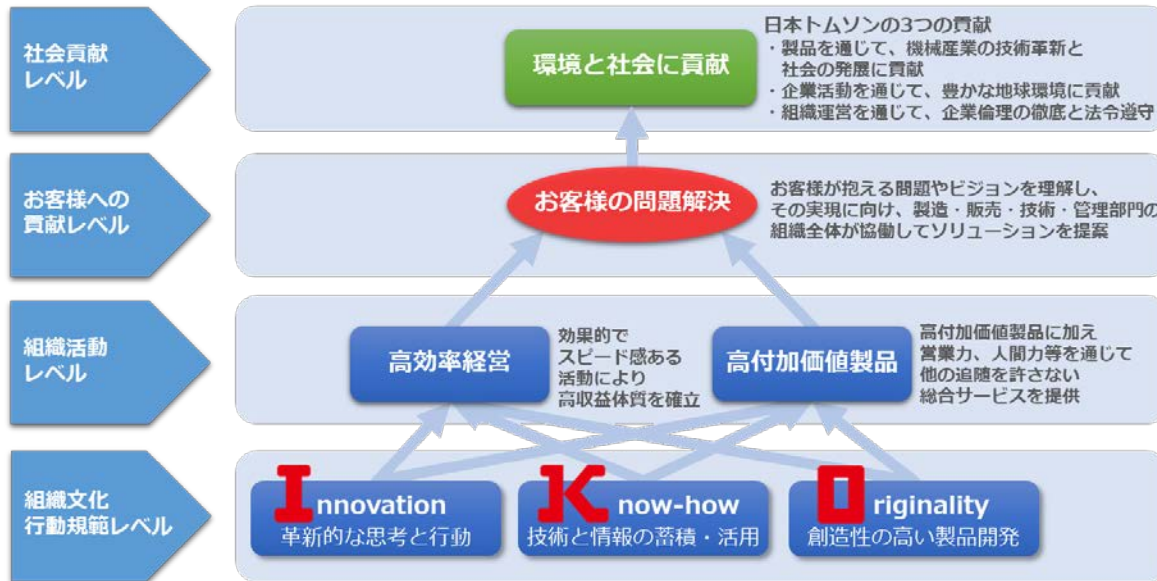 社会貢献
レベル
環境と社会に貢献
日本トムソンの3つの貢献
・製品を通じて、機械産業の技術革新と
社会の発展に貢献
・企業活動を通じて、豊かな地球環境に貢献
・組織運営を通じて、企業倫理の徹底と法令遵守
お客様への
貢献レベル
お客様の問題解決
お客様が抱える問題やビジョンを理解し、
その実現に向け、製造・販売・技術・管理部門の
組織全体が協働してソリューションを提案
組織活動
レベル
高効率経営
効果的で
スピード感ある
活動により
高収益体質を確立
高付加価値製品
高付加価値製品に加え
営業力、人間力等を通じて
他の追随を許さない
総合サービスを提供
組織文化
行動規範レベル
Innovation
革新的な思考と行動
Know-how
技術と情報の蓄積・活用
Originality
創造性の高い製品開発